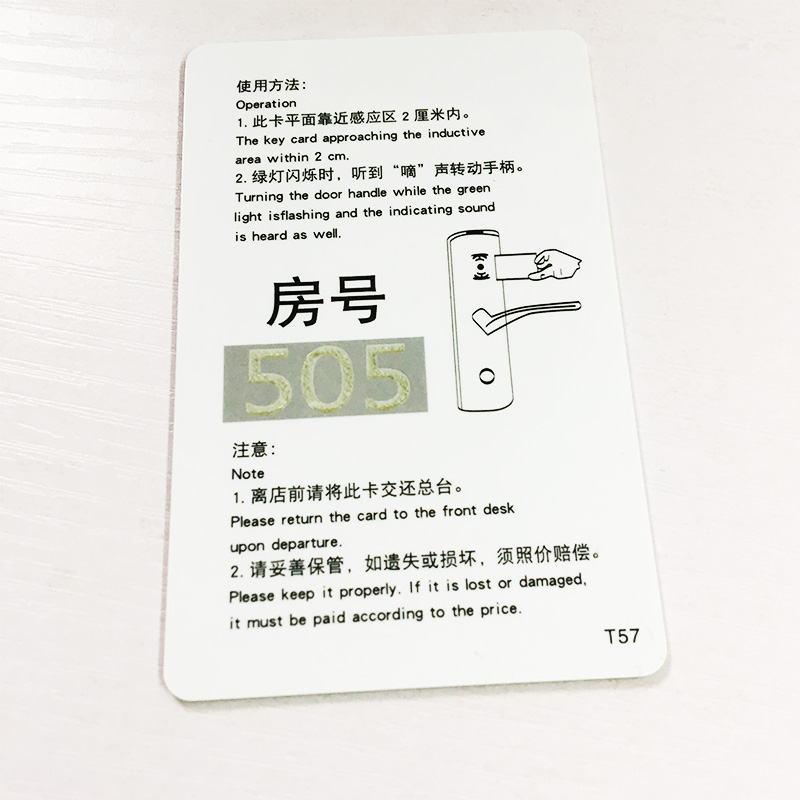 使用方法：
Operation
1. 此卡平面靠近感应区 2 厘米内。
The key card approaching the inductive
area within 2 cm.
2. 绿灯闪烁时，听到“嘀”声转动手柄。
Turning the door handle while the green
light isflashing and the indicating sound
is heard as well.
房号
505
注意：
Note
1. 离店前请将此卡交还总台。
Please return the card to the front desk
upon departure.
2. 请妥善保管，如遗失或损坏，须照价赔偿。
Please keep it properly. If it is lost or damaged,
it must be paid according to the price.
T57